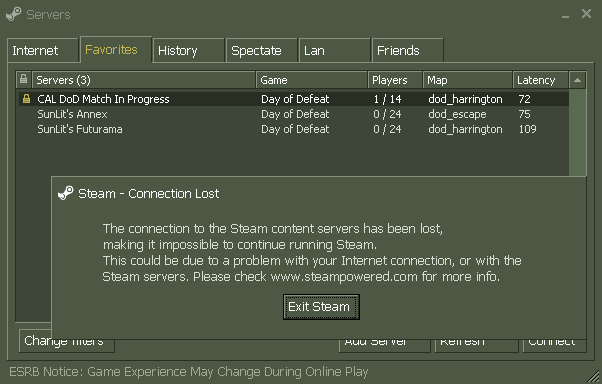 Servers
Internet Favorites History Spectate Lan Friends
Servers (3) Game Players Map Latency
CAL DoD Match In Progress Day of Defeat 1 / 14 dod_harrington 72
SunLit's Annex Day of Defeat 0 / 24 dod_escape 75
SunLit's Futurama Day of Defeat 0 / 24 dod_harrington 109
Steam - Connection Lost
The connection to the Steam content servers has been lost,
making it impossible to continue running Steam.
This could be due to a problem with your Internet connection, or with the
Steam servers. Please check www.steampowered.com for more info.
Exit Steam
Change filters Add Server Refresh Connect
ESRB Notice: Game Experience May Change During Online Play